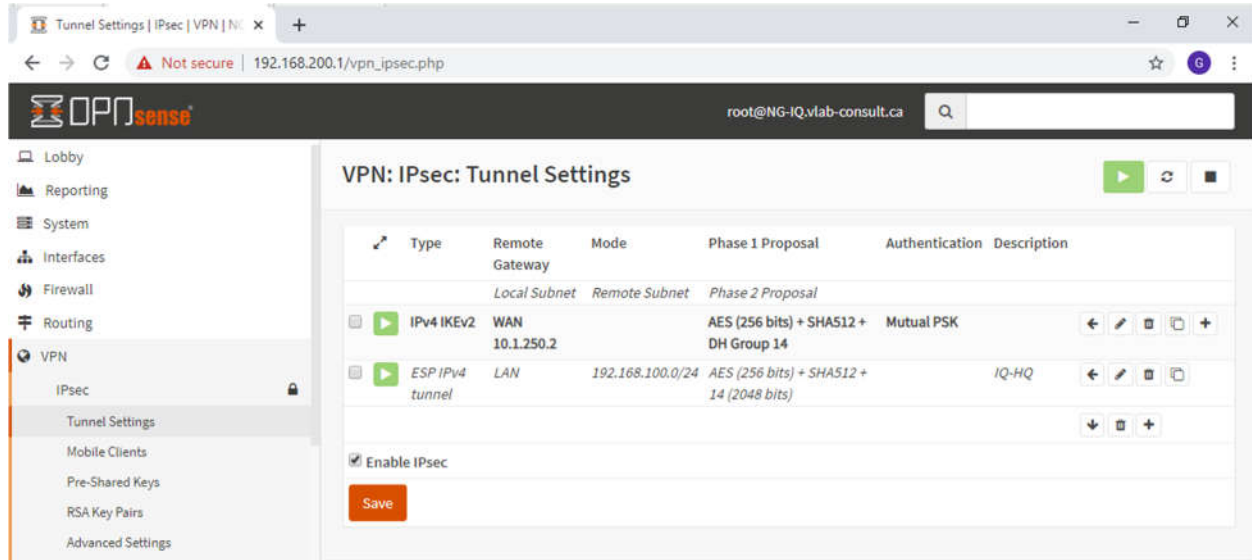 Tunnel Settings | IPsec | VPN | N
Not secure | 192.168.200.1/vpn_ipsec.php
G
OPNsense
root@NG-IQ.vlab-consult.ca
Lobby
Reporting
System
Interfaces
Firewall
Routing
VPN
IPsec
Tunnel Settings
Mobile Clients
Pre-Shared Keys
RSA Key Pairs
Advanced Settings
VPN: IPsec: Tunnel Settings
Type Remote Mode Phase 1 Proposal Authentication Description
Gateway
Local Subnet Remote Subnet Phase 2 Proposal
IPv4 IKEv2 WAN AES (256 bits) + SHA512 + Mutual PSK
10.1.250.2 DH Group 14
ESP IPv4 LAN 192.168.100.0/24 AES (256 bits) + SHA512 + IQ-HQ
tunnel 14 (2048 bits)
Enable IPsec
Save